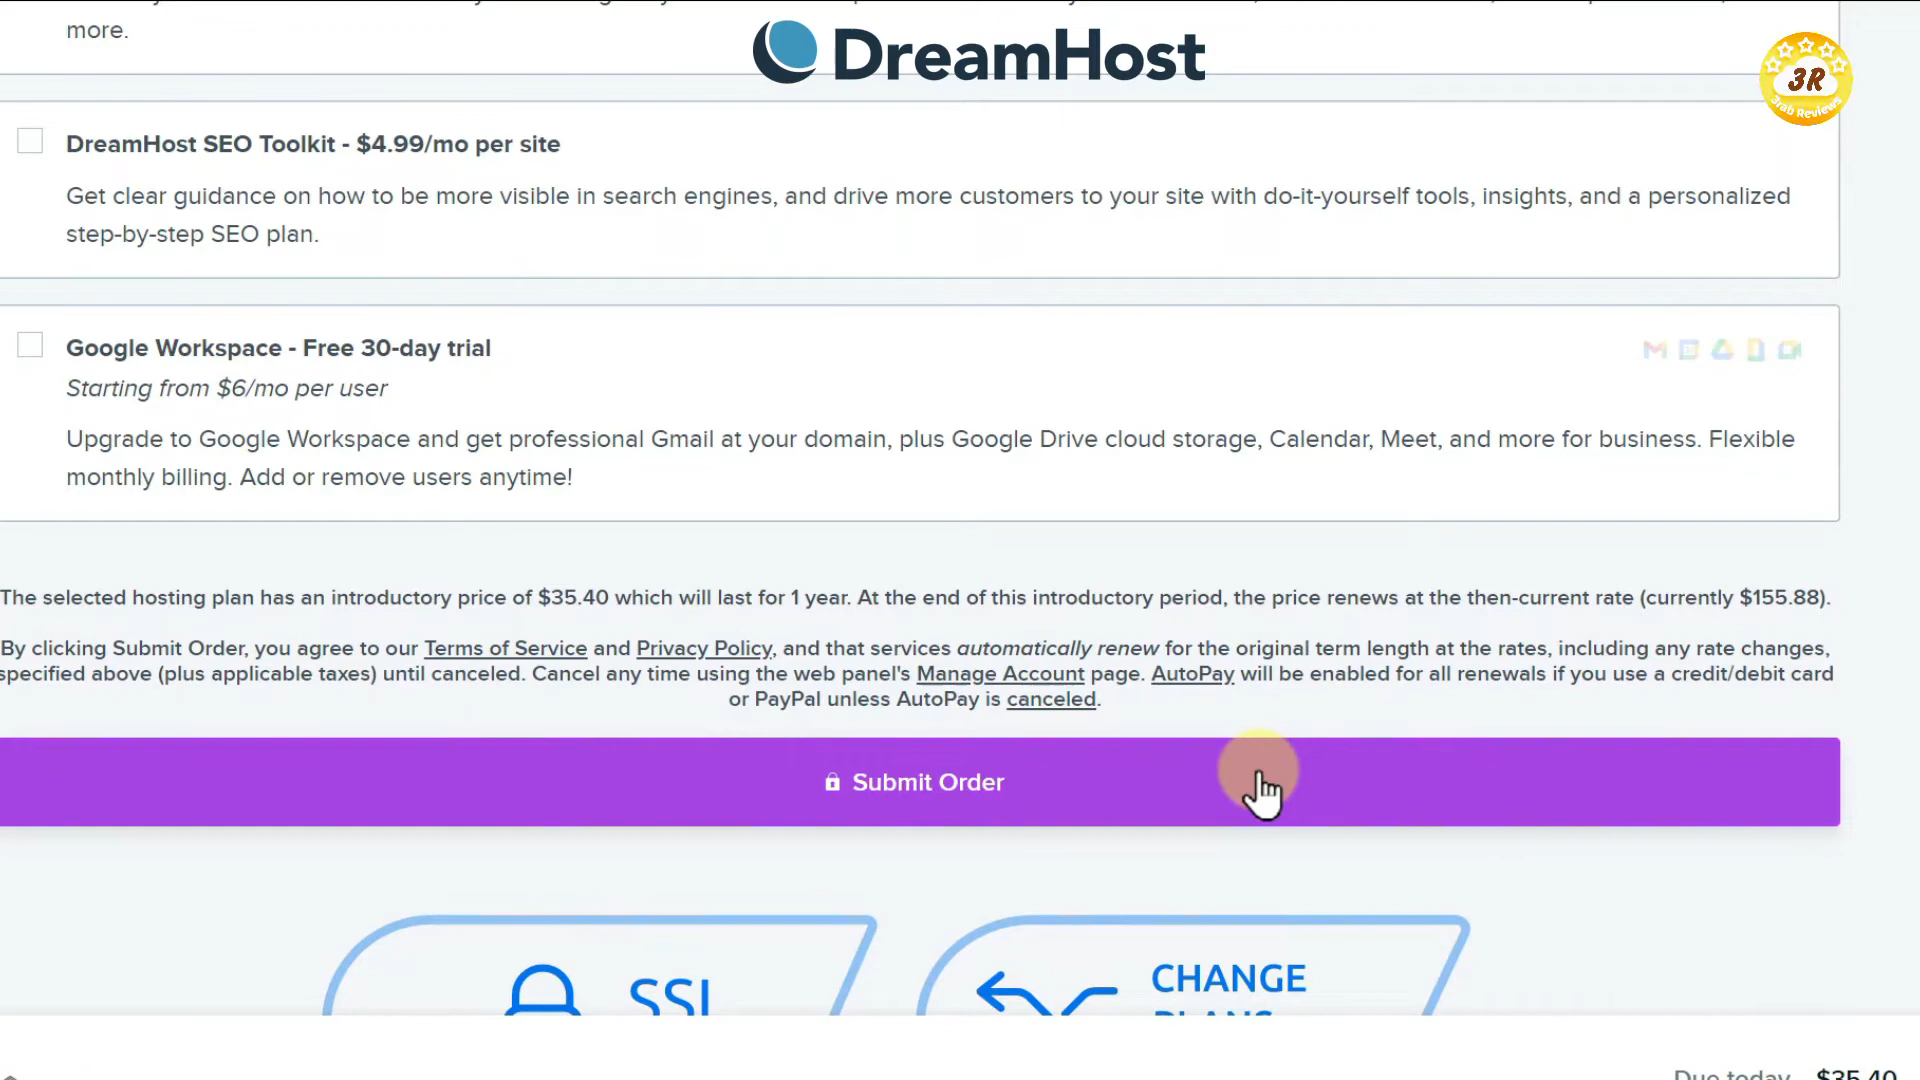 more.
DreamHost
3R
3rab Reviews
DreamHost SEO Toolkit - $4.99/mo per site
Get clear guidance on how to be more visible in search engines, and drive more customers to your site with do-it-yourself tools, insights, and a personalized
step-by-step SEO plan.
Google Workspace - Free 30-day trial
Starting from $6/mo per user
Upgrade to Google Workspace and get professional Gmail at your domain, plus Google Drive cloud storage, Calendar, Meet, and more for business. Flexible
monthly billing. Add or remove users anytime!
The selected hosting plan has an introductory price of $35.40 which will last for 1 year. At the end of this introductory period, the price renews at the then-current rate (currently $155.88).
By clicking Submit Order, you agree to our Terms of Service and Privacy Policy, and that services automatically renew for the original term length at the rates, including any rate changes,
specified above (plus applicable taxes) until canceled. Cancel any time using the web panel's Manage Account page. AutoPay will be enabled for all renewals if you use a credit/debit card
or PayPal unless AutoPay is canceled.
Submit Order
SSL
CHANGE
PLANS
Due today $35.40